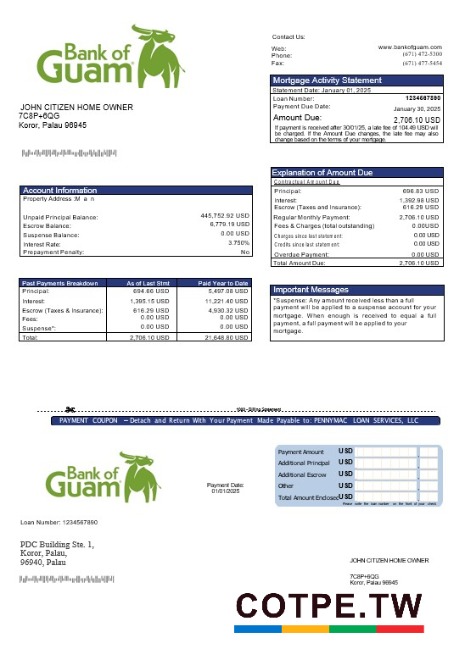 Bank of
Guam
Contact Us:
Web: www.bankofguam.com
Phone: (671) 472-5300
Fax: (671) 477-5454
JOHN CITIZEN HOME OWNER
7C8P+6QG
Koror, Palau 96945
Mortgage Activity Statement
Statement Date: January 01, 2025
Loan Number: 1234567890
Payment Due Date: January 30, 2025
Amount Due: 2,706.10 USD
If payment is received after 30/01/25, a late fee of 104.49 USD will
be charged. If the Amount Due changes, the late fee may also
change based on the terms of your mortgage.
Explanation of Amount Due
Contractual Amount Due
Principal: 696.83 USD
Interest: 1,392.98 USD
Escrow (Taxes and Insurance): 616.29 USD
Regular Monthly Payment: 2,706.10 USD
Fees & Charges (total outstanding) 0.00USD
Charges since last statement: 0.00 USD
Credits since last statement: 0.00 USD
Overdue Payment: 0.00 USD
Total Amount Due: 2,706.10 USD
Account Information
Property Address :M a n
Unpaid Principal Balance: 445,752.92 USD
Escrow Balance: 6,779.19 USD
Suspense Balance: 0.00 USD
Interest Rate: 3.750%
Prepayment Penalty: No
Past Payments Breakdown As of Last Stmt Paid Year to Date
Principal: 694.66 USD 5,497.08 USD
Interest: 1,395.15 USD 11,221.40 USD
Escrow (Taxes & Insurance): 616.29 USD 4,930.32 USD
Fees: 0.00 USD 0.00 USD
Suspense*: 0.00 USD 0.00 USD
Total: 2,706.10 USD 21,648.80 USD
Important Messages
*Suspense: Any amount received less than a full
payment will be applied to a suspense account for your
mortgage. When enough is received to equal a full
payment, a full payment will be applied to your
mortgage.
PAYMENT COUPON – Detach and Return With Your Payment Made Payable to: PENNYMAC LOAN SERVICES, LLC
Bank of
Guam
Payment Date:
01/01/2025
Payment Amount USD
Additional Principal USD
Additional Escrow USD
Other USD
Total Amount Enclosed USD
Loan Number: 1234567890
PDC Building Ste. 1,
Koror, Palau,
96940, Palau
JOHN CITIZEN HOME OWNER
7C8P+6QG
Koror, Palau 96945
COTPE.TW